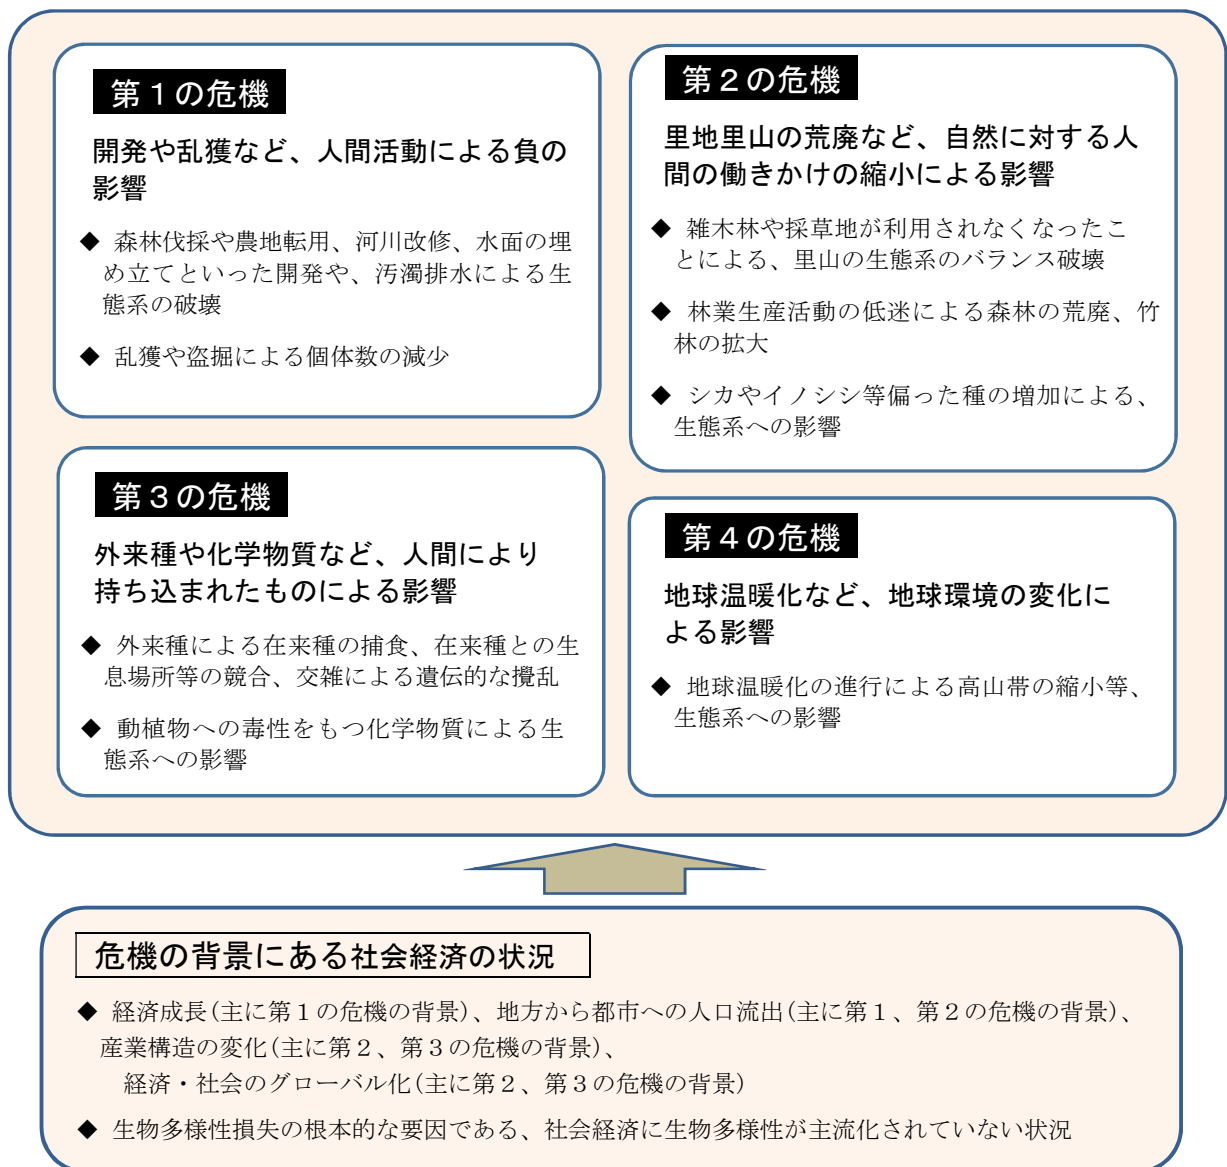 第１の危機
開発や乱獲など、人間活動による負の
影響
◆ 森林伐採や農地転用、河川改修、水面の埋
め立てといった開発や、汚濁排水による生
態系の破壊
◆ 乱獲や盗掘による個体数の減少
第２の危機
里地里山の荒廃など、自然に対する人
間の働きかけの縮小による影響
◆ 雑木林や採草地が利用されなくなったこ
とによる、里山の生態系のバランス破壊
◆ 林業生産活動の低迷による森林の荒廃、竹
林の拡大
◆ シカやイノシシ等偏った種の増加による、
生態系への影響
第３の危機
外来種や化学物質など、人間により
持ち込まれたものによる影響
◆ 外来種による在来種の捕食、在来種との生
息場所等の競合、交雑による遺伝的な攪乱
◆ 動植物への毒性をもつ化学物質による生
態系への影響
第４の危機
地球温暖化など、地球環境の変化に
よる影響
◆ 地球温暖化の進行による高山帯の縮小等、
生態系への影響
危機の背景にある社会経済の状況
◆ 経済成長(主に第１の危機の背景)、地方から都市への人口流出(主に第１、第２の危機の背景)、
産業構造の変化(主に第２、第３の危機の背景)、
経済・社会のグローバル化(主に第２、第３の危機の背景)
◆ 生物多様性損失の根本的な要因である、社会経済に生物多様性が主流化されていない状況